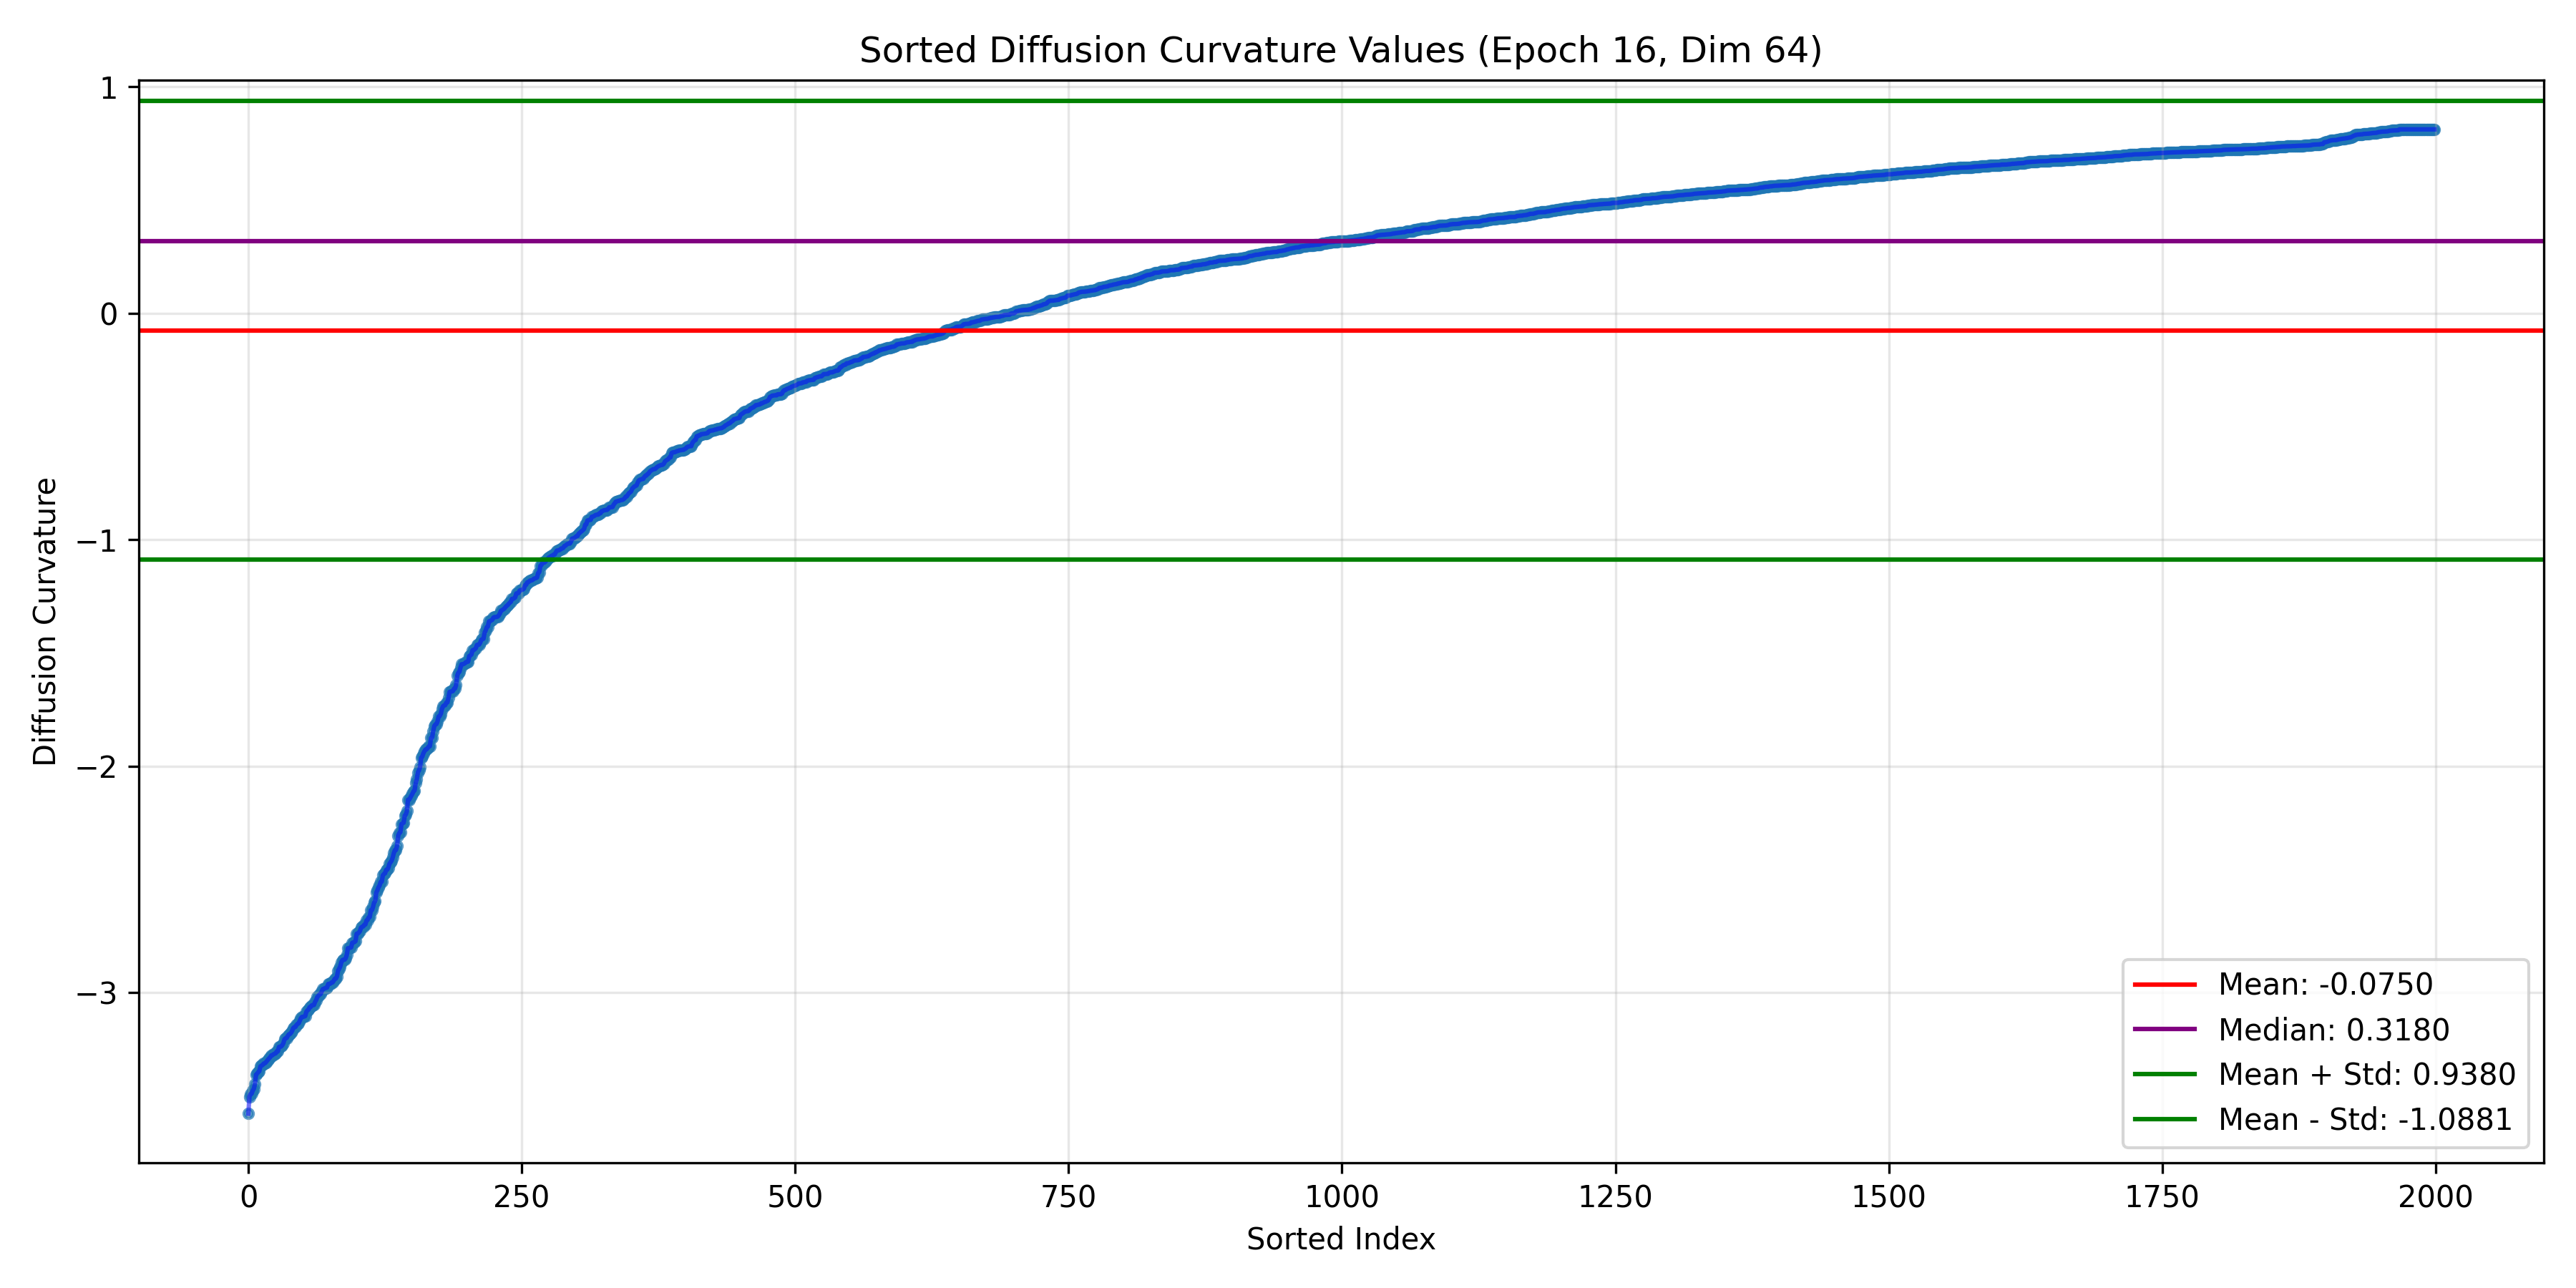 Sorted Diffusion Curvature Values (Epoch 16, Dim 64)
Diffusion Curvature
1
0
−1
−2
−3
0
250
500
750
1000
1250
1500
1750
2000
Sorted Index
Mean: -0.0750
Median: 0.3180
Mean + Std: 0.9380
Mean - Std: -1.0881